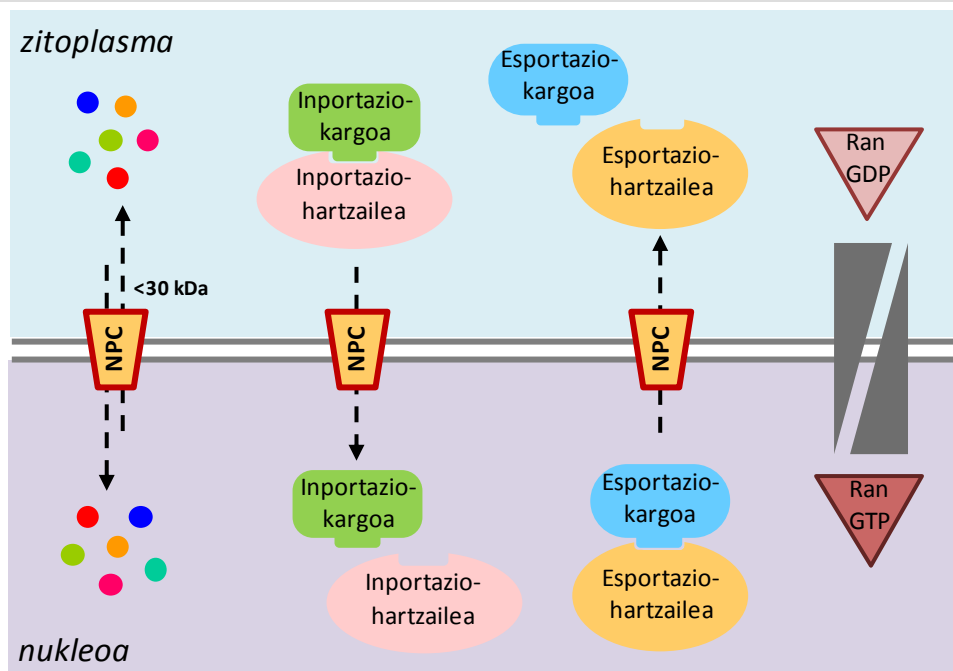 zitoplasma
Inportazio-
kargoa
Inportazio-
hartzailea
Esportazio-
kargoa
Esportazio-
hartzailea
Ran
GDP
<30 kDa
NPC
NPC
NPC
Inportazio-
kargoa
Inportazio-
hartzailea
Esportazio-
kargoa
Esportazio-
hartzailea
Ran
GTP
nukleoa